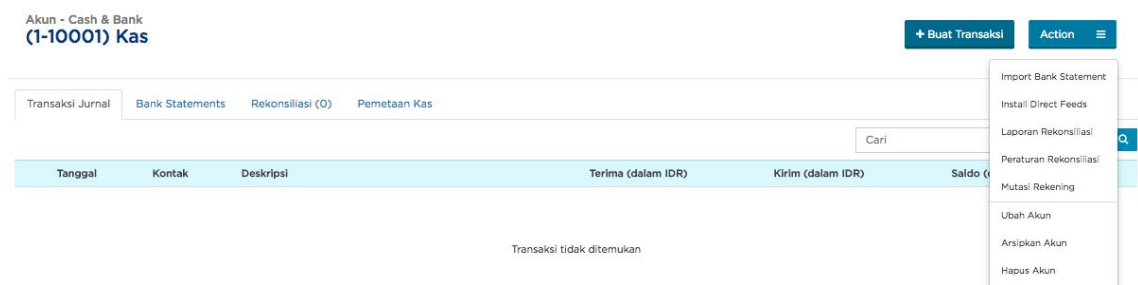 Akun - Cash & Bank
(1-10001) Kas
+ Buat Transaksi
Action
Import Bank Statement
Install Direct Feeds
Laporan Rekonsiliasi
Peraturan Rekonsiliasi
Mutasi Rekening
Ubah Akun
Arsipkan Akun
Hapus Akun
Transaksi Jurnal Bank Statements Rekonsiliasi (0) Pemetaan Kas
Cari
Tanggal Kontak Deskripsi Terima (dalam IDR) Kirim (dalam IDR) Saldo
Transaksi tidak ditemukan